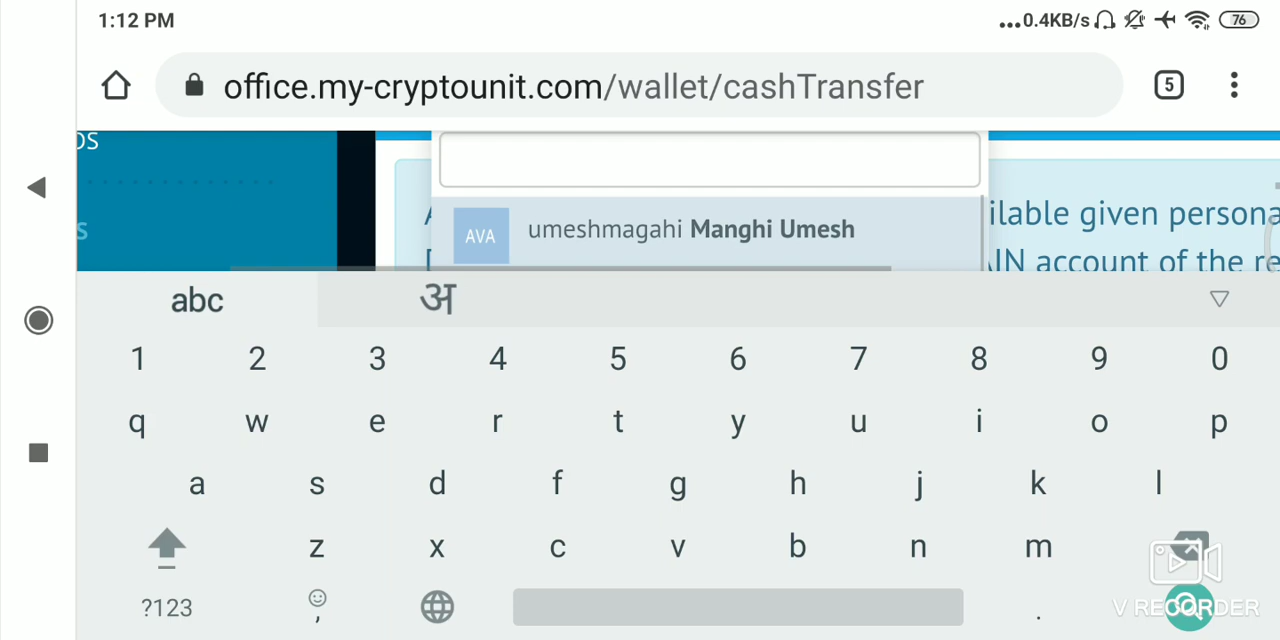 1:12 PM
...0.4KB/s 76
office.my-cryptounit.com/wallet/cashTransfer
5
DS
S
AVA umeshmagahi Manghi Umesh
ilable given persona
IN account of the re
abc अ
1 2 3 4 5 6 7 8 9 0
q w e r t y u i o p
a s d f g h j k l
z x c v b n m
?123 , .
V RECORDER